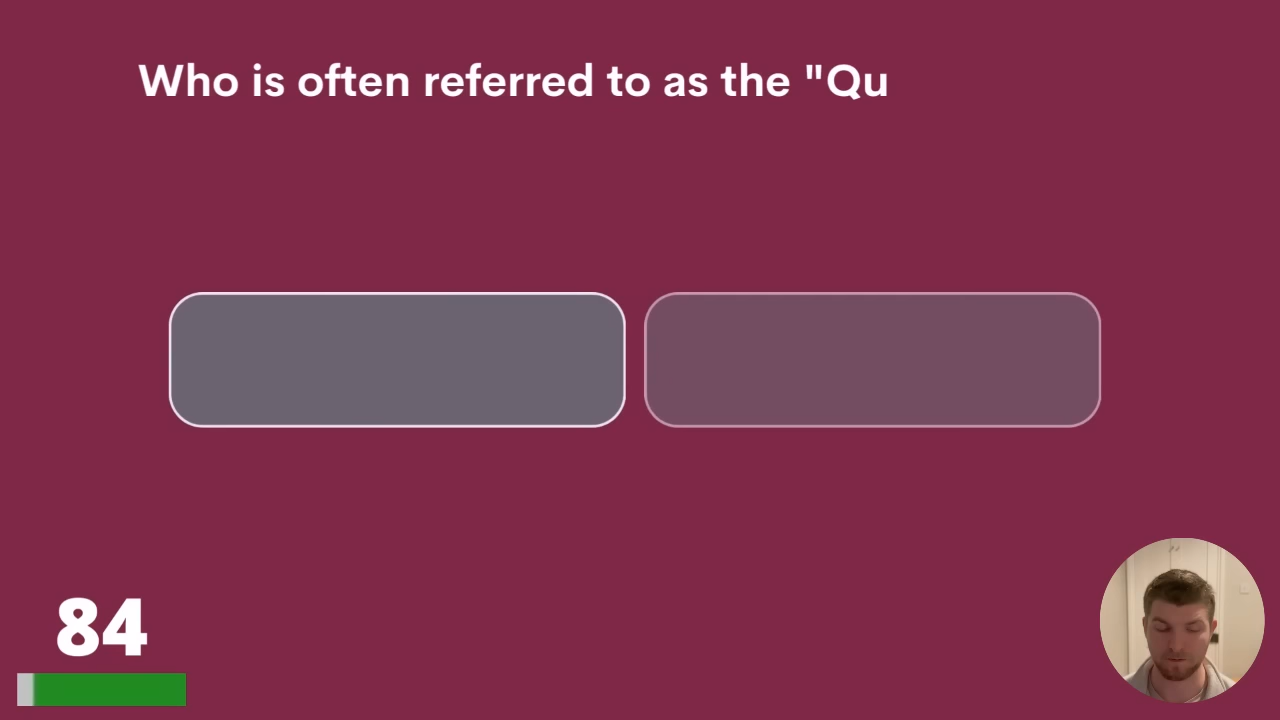 Who is often referred to as the "Qu
84